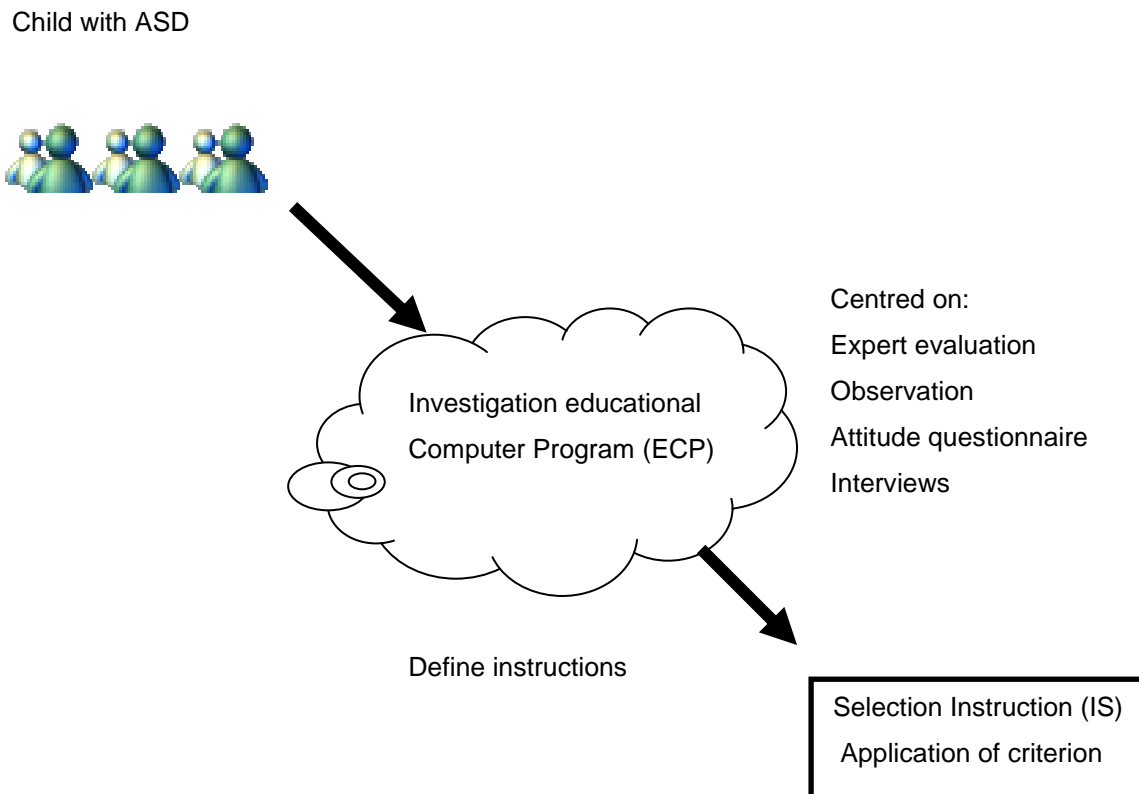 Child with ASD
Centred on:
Expert evaluation
Observation
Attitude questionnaire
Interviews
Investigation educational
Computer Program (ECP)
Define instructions
Selection Instruction (IS)
Application of criterion